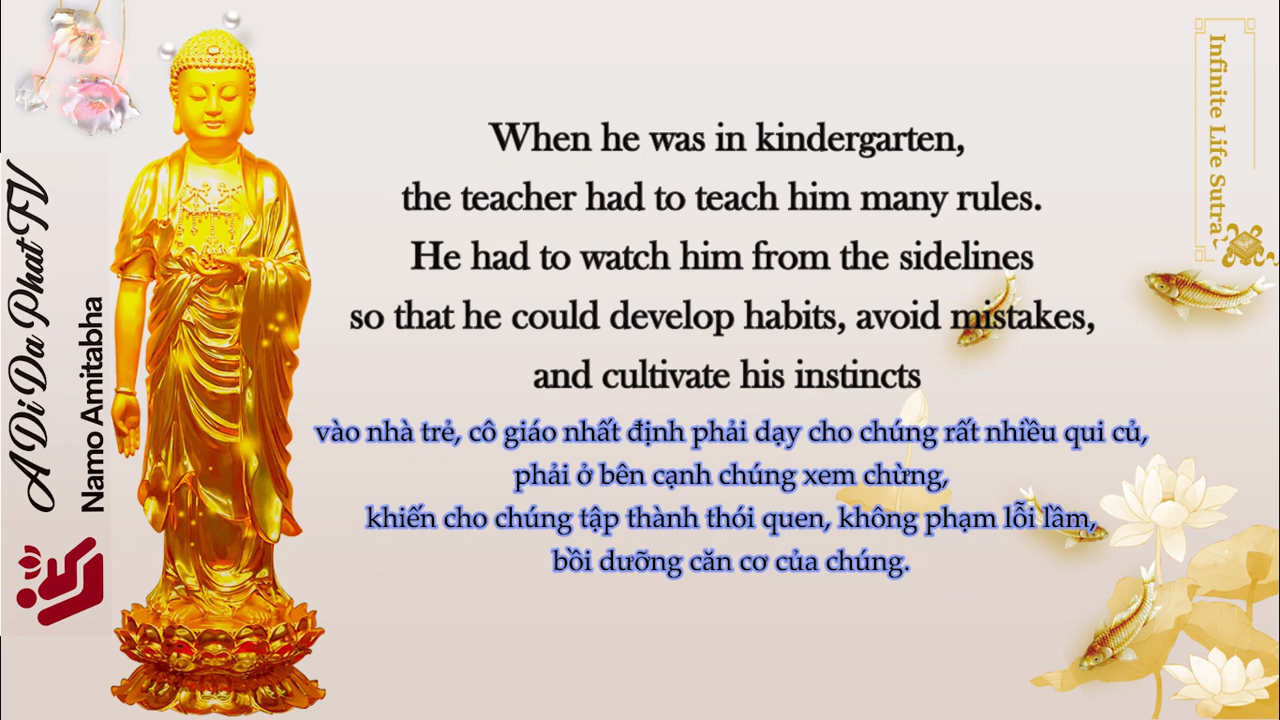 A Di Da Phat TV
Namo Amitabha
When he was in kindergarten,
the teacher had to teach him many rules.
He had to watch him from the sidelines
so that he could develop habits, avoid mistakes,
and cultivate his instincts
vào nhà trẻ, cô giáo nhất định phải dạy cho chúng rất nhiều qui củ,
phải ở bên cạnh chúng xem chừng,
khiến cho chúng tập thành thói quen, không phạm lỗi lầm,
bồi dưỡng căn cơ của chúng.
Infinite Life Sutra